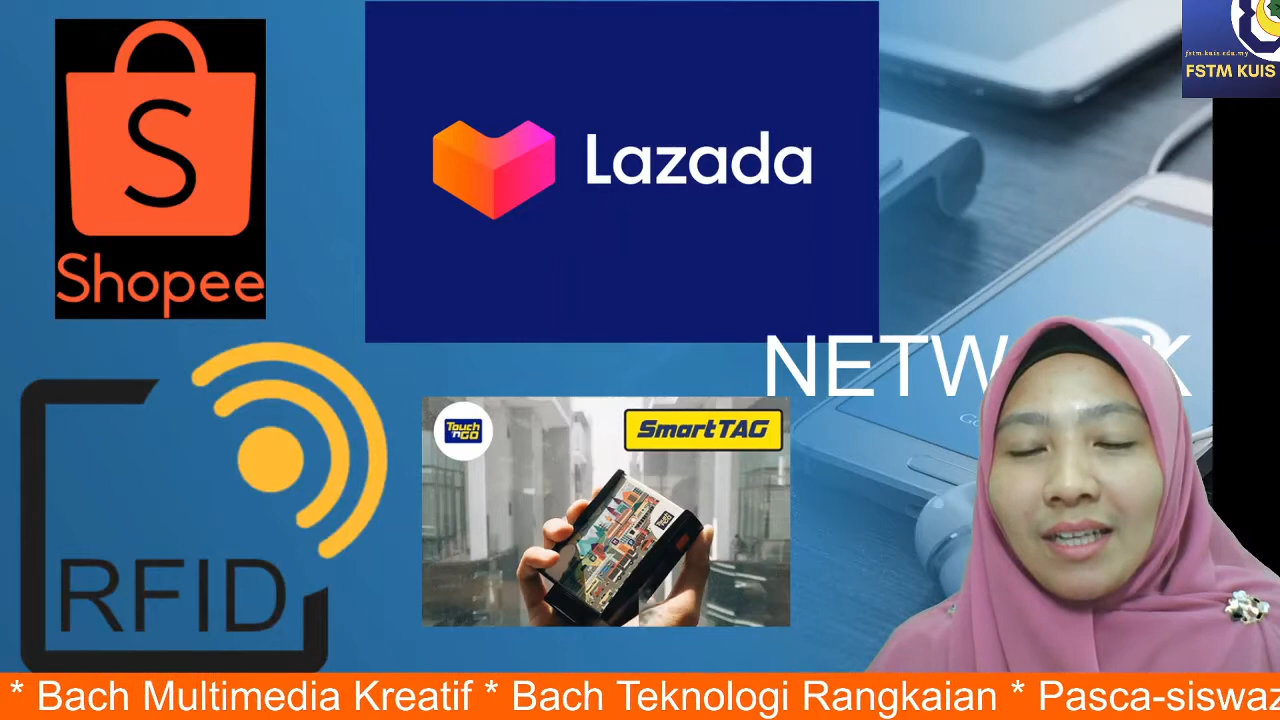 S
Shopee
Lazada
fstm.kuis.edu.my
FSTM KUIS
Touch
'nGO
SmartTAG
RFID
* Bach Multimedia Kreatif * Bach Teknologi Rangkaian * Pasca-siswaz